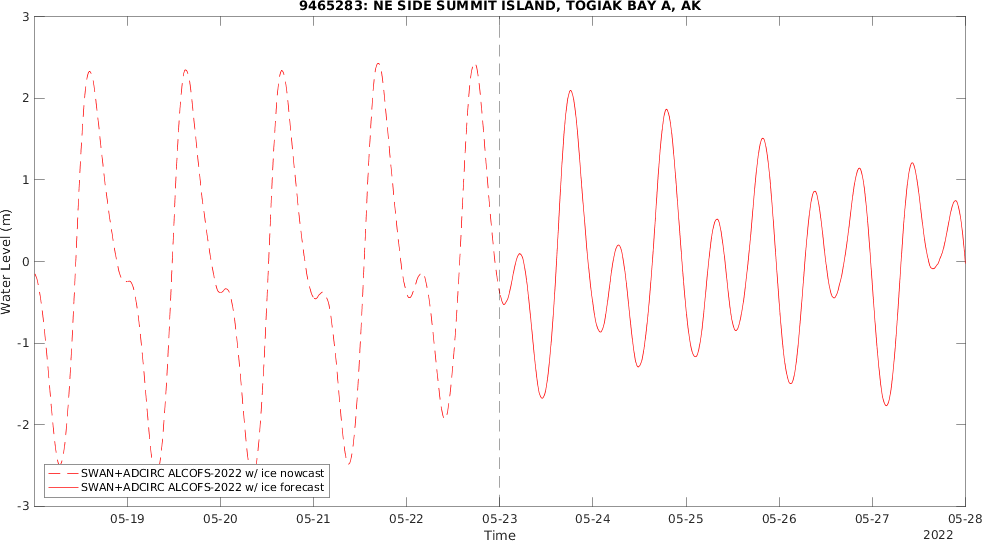 9465283: NE SIDE SUMMIT ISLAND, TOGIAK BAY A, AK
3
2
1
0
-1
-2
-3
Water Level (m)
SWAN+ADCIRC ALCOFS-2022 w/ ice nowcast
SWAN+ADCIRC ALCOFS-2022 w/ ice forecast
05-19 05-20 05-21 05-22 05-23 05-24 05-25 05-26 05-27 05-28
Time
2022